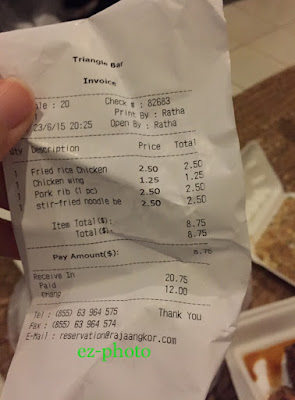 Triangle Bar
Invoice
ble : 20 Check # : 82683
Print By : Ratha
23/6/15 20:25 Open By : Ratha
Qty Discription Price Total
1 Fried rice Chicken 2.50 2.50
1 Chicken wing 1.25 1.25
1 Pork rib (1 pc) 2.50 2.50
1 stir-fried noodle be 2.50 2.50
Item Total($): 8.75
Total($): 8.75
Pay Amount($): 8.75
Receive In
Paid 20.75
Chang 12.00
Tel : (855) 63 964 575 Thank You
Fax : (855) 63 964 574
E-Mail : reservation@rajaangkor.com
ez-photo